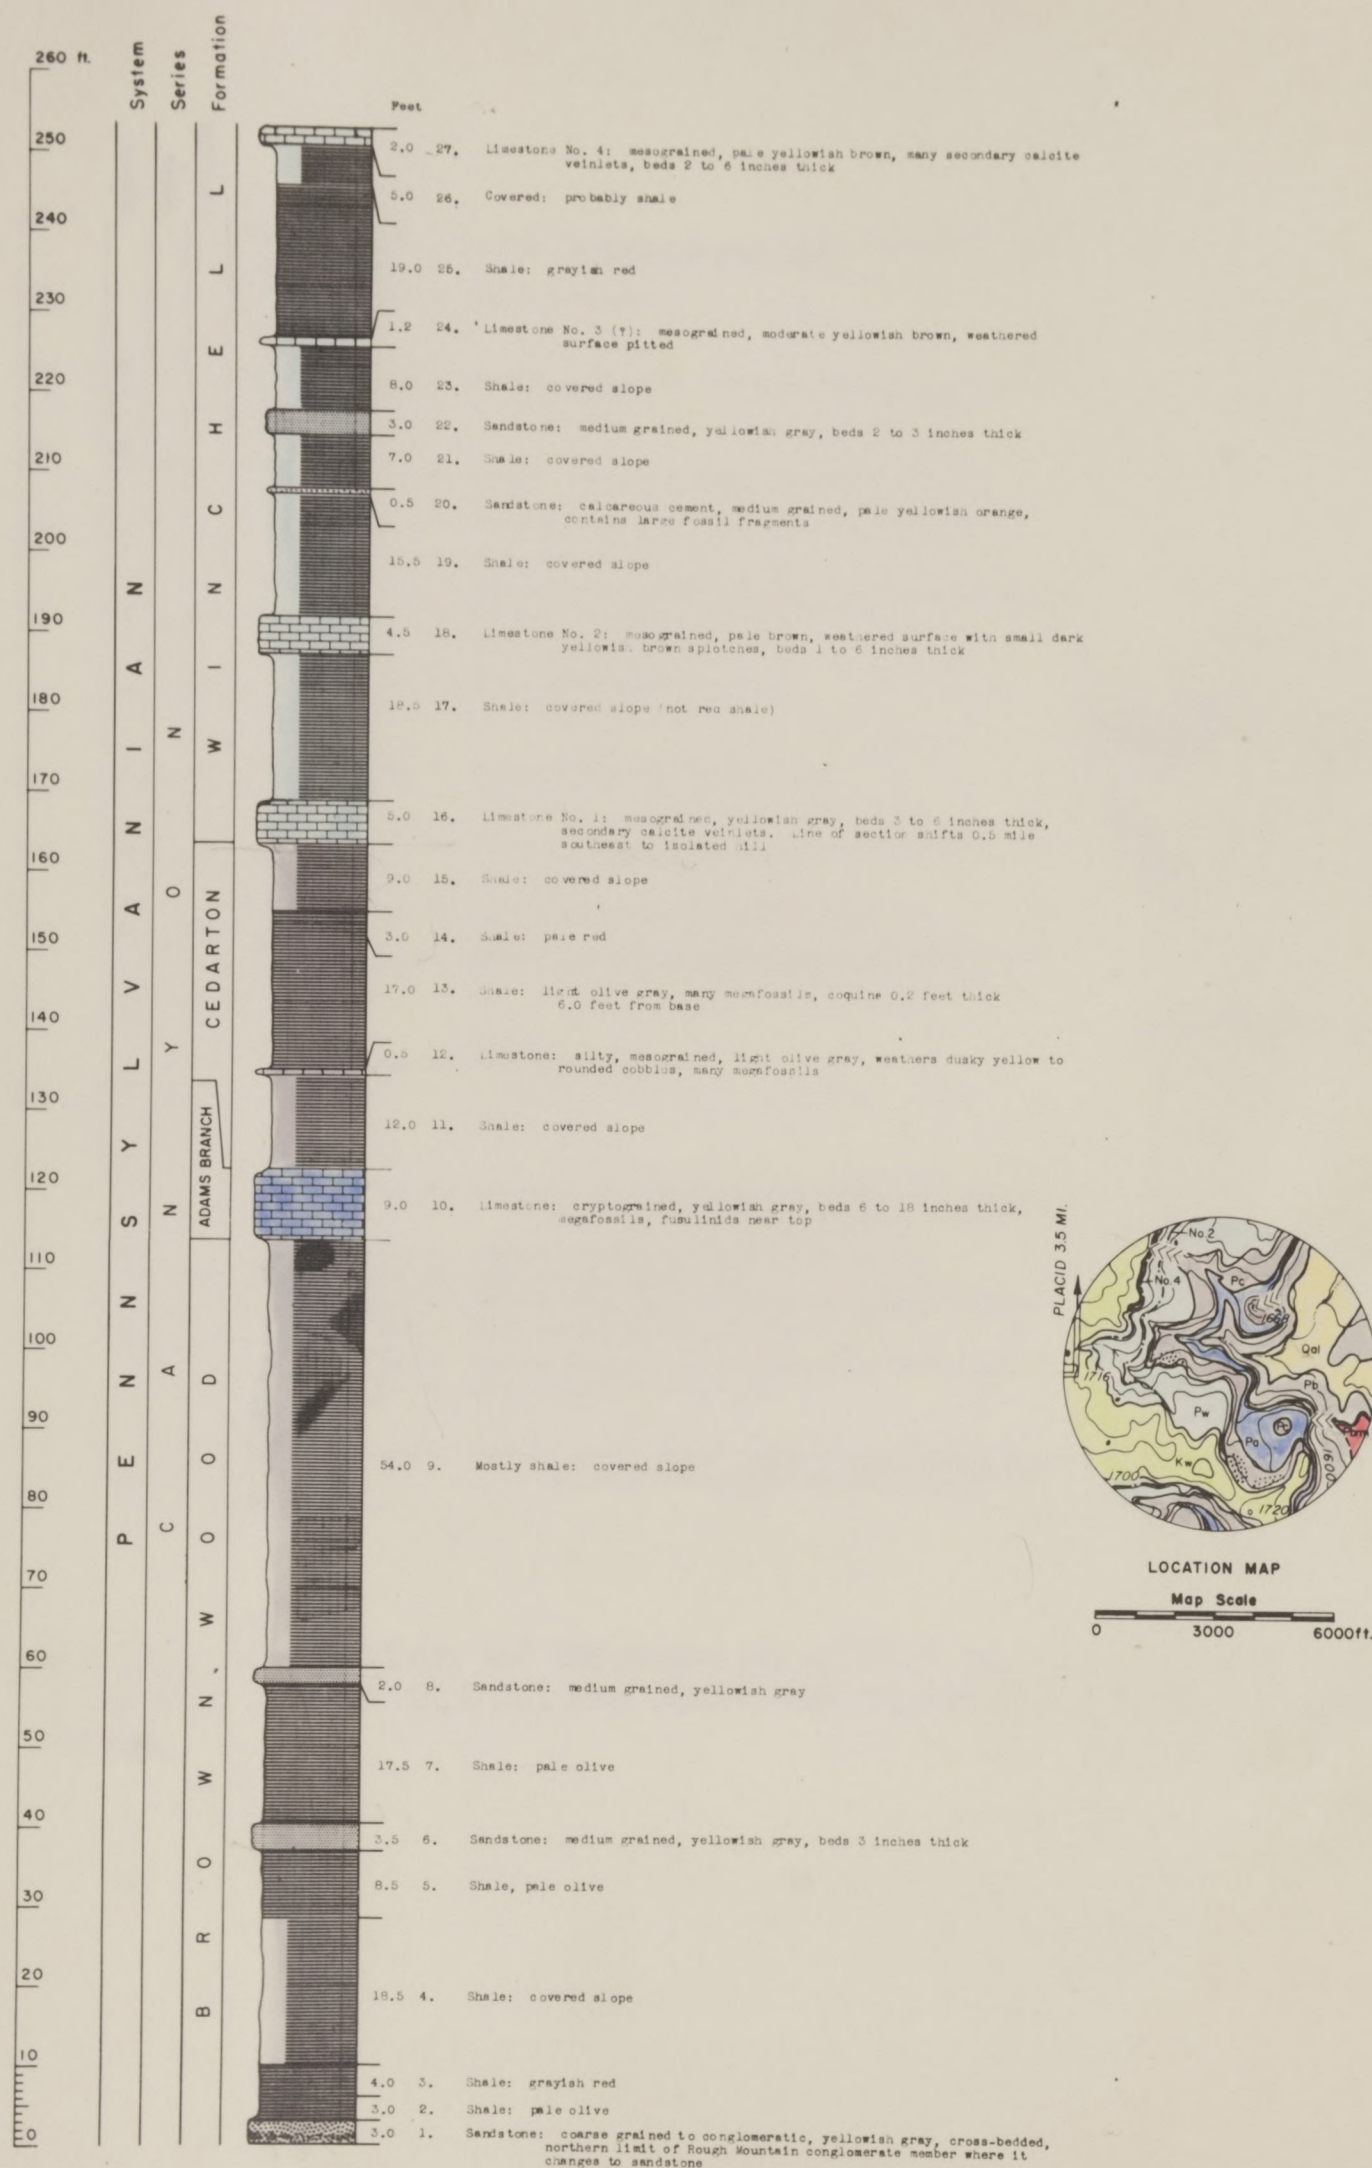 260 ft.
System
Series
Formation
Feet
250
240
230
220
210
200
190
180
170
160
150
140
130
120
110
100
90
80
70
60
50
40
30
20
10
0
PENNSYLVANIAN
CANYON
WINCHELL
CEDARTON
ADAMS BRANCH
BROWNWOOD
2.0 27. Limestone No. 4: mesograined, pale yellowish brown, many secondary calcite
veinlets, beds 2 to 6 inches thick
5.0 26. Covered: probably shale
19.0 25. Shale: grayish red
1.2 24. Limestone No. 3 (?): mesograined, moderate yellowish brown, weathered
surface pitted
8.0 23. Shale: covered slope
3.0 22. Sandstone: medium grained, yellowish gray, beds 2 to 3 inches thick
7.0 21. Shale: covered slope
0.5 20. Sandstone: calcareous cement, medium grained, pale yellowish orange,
contains large fossil fragments
15.5 19. Shale: covered slope
4.5 18. Limestone No. 2: mesograined, pale brown, weathered surface with small dark
yellowish brown splotches, beds 1 to 6 inches thick
18.5 17. Shale: covered slope (not red shale)
5.0 16. Limestone No. 1: mesograined, yellowish gray, beds 3 to 6 inches thick,
secondary calcite veinlets. Line of section shifts 0.5 mile
southeast to isolated hill
9.0 15. Shale: covered slope
3.0 14. Shale: pale red
17.0 13. Shale: light olive gray, many megafossils, coquina 0.2 feet thick
6.0 feet from base
0.5 12. Limestone: silty, mesograined, light olive gray, weathers dusky yellow to
rounded cobbles, many megafossils
12.0 11. Shale: covered slope
9.0 10. Limestone: cryptograined, yellowish gray, beds 6 to 18 inches thick,
megafossils, fusulinids near top
54.0 9. Mostly shale: covered slope
2.0 8. Sandstone: medium grained, yellowish gray
17.5 7. Shale: pale olive
3.5 6. Sandstone: medium grained, yellowish gray, beds 3 inches thick
8.5 5. Shale, pale olive
18.5 4. Shale: covered slope
4.0 3. Shale: grayish red
3.0 2. Shale: pale olive
3.0 1. Sandstone: coarse grained to conglomeratic, yellowish gray, cross-bedded,
northern limit of Rough Mountain conglomerate member where it
changes to sandstone
PLACID 3.5 MI.
No.2
No.4
Pc
Qal
1716
Pb
Pw
Pa
Kw
1700
1600
1720
LOCATION MAP
Map Scale
0 3000 6000ft.